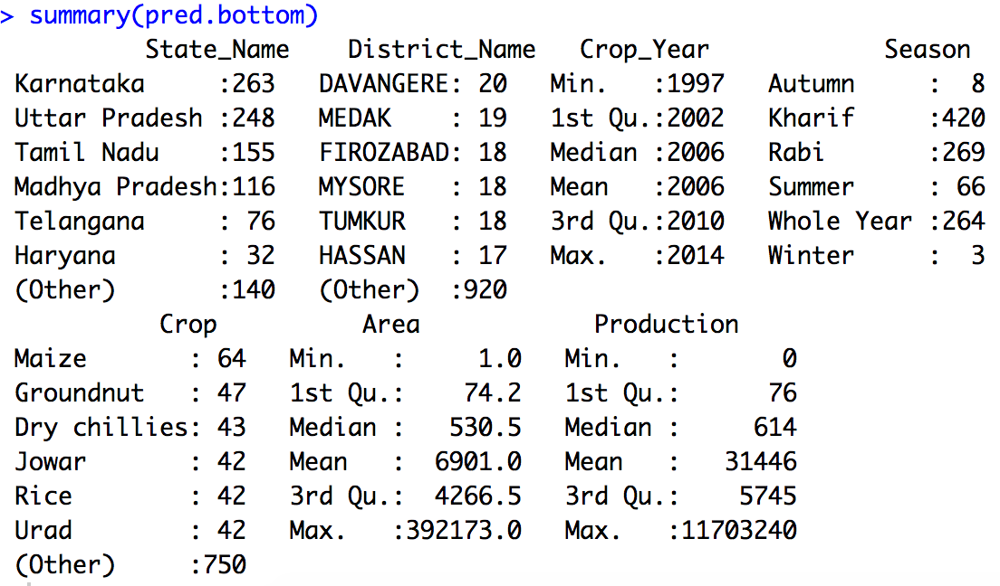 > summary(pred.bottom)
          State_Name    District_Name   Crop_Year            Season
 Karnataka     :263   DAVANGERE: 20   Min.   :1997   Autumn     :  8
 Uttar Pradesh :248   MEDAK    : 19   1st Qu.:2002   Kharif     :420
 Tamil Nadu    :155   FIROZABAD: 18   Median :2006   Rabi       :269
 Madhya Pradesh:116   MYSORE   : 18   Mean   :2006   Summer     : 66
 Telangana     : 76   TUMKUR   : 18   3rd Qu.:2010   Whole Year :264
 Haryana       : 32   HASSAN   : 17   Max.   :2014   Winter     :  3
 (Other)       :140   (Other)  :920
           Crop          Area            Production
 Maize       : 64   Min.   :     1.0   Min.   :       0
 Groundnut   : 47   1st Qu.:    74.2   1st Qu.:      76
 Dry chillies: 43   Median :   530.5   Median :     614
 Jowar       : 42   Mean   :  6901.0   Mean   :   31446
 Rice        : 42   3rd Qu.:  4266.5   3rd Qu.:    5745
 Urad        : 42   Max.   :392173.0   Max.   :11703240
 (Other)     :750